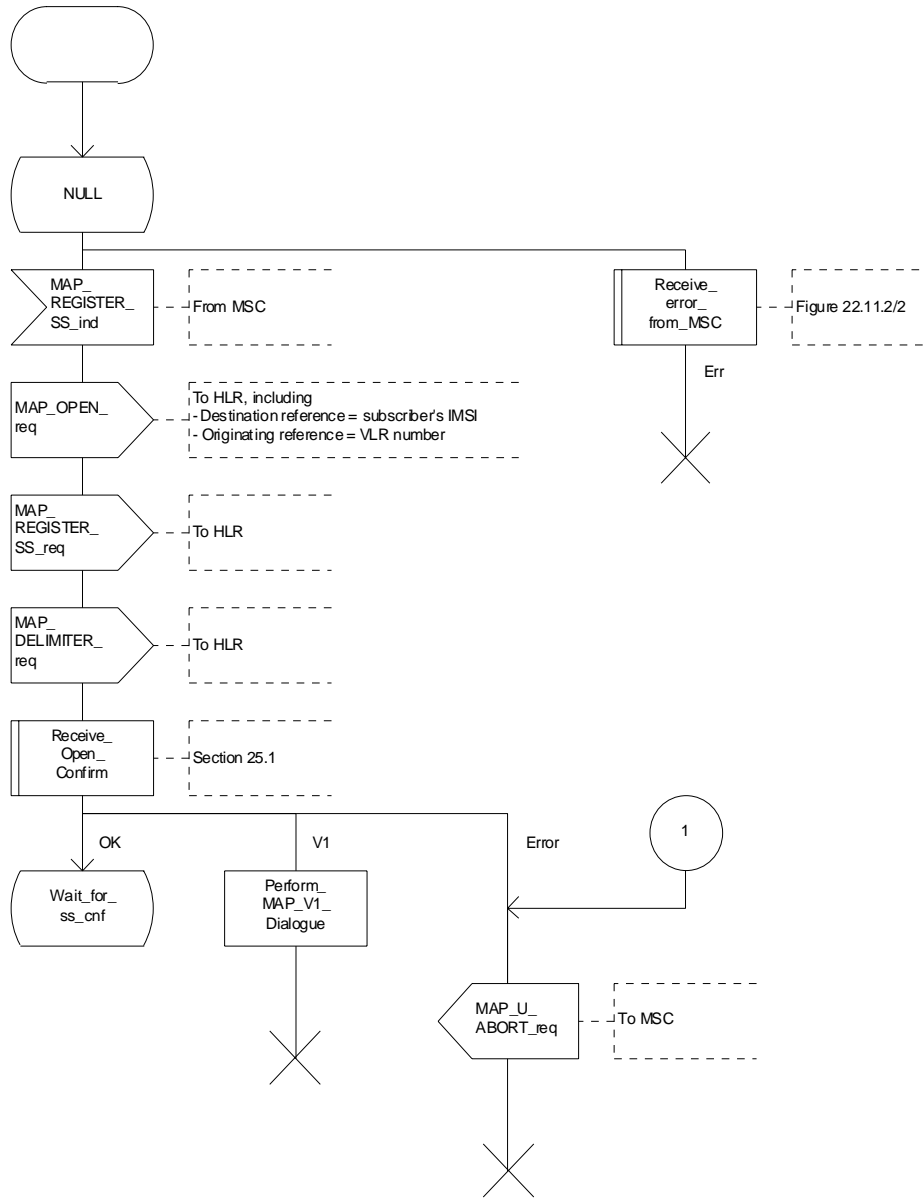 NULL
MAP_
REGISTER_
SS_ind
From MSC
Receive_
error_
from_MSC
Figure 22.11.2/2
Err
MAP_OPEN_
req
To HLR, including
- Destination reference = subscriber's IMSI
- Originating reference = VLR number
MAP_
REGISTER_
SS_req
To HLR
MAP_
DELIMITER_
req
To HLR
Receive_
Open_
Confirm
Section 25.1
OK
V1
Error
1
Wait_for_
ss_cnf
Perform_
MAP_V1_
Dialogue
MAP_U_
ABORT_req
To MSC